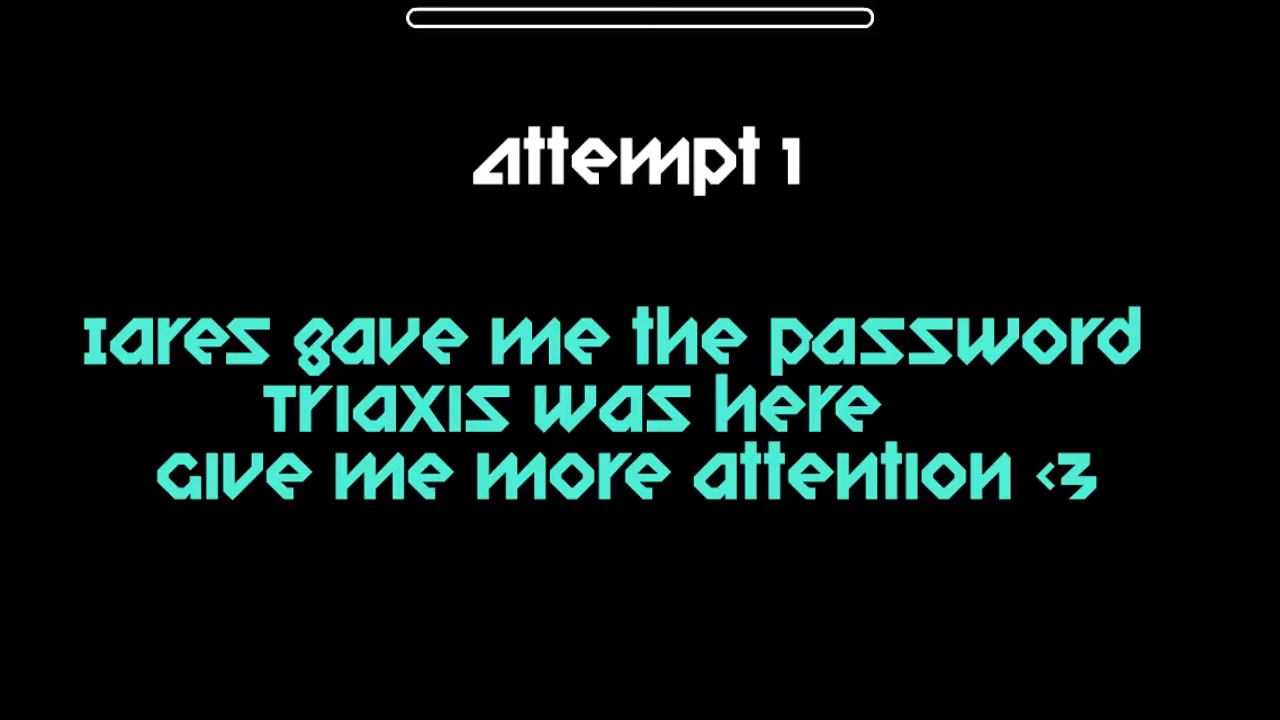 Attempt 1
Iares gave me the password
Triaxis was here
Give me more attention <3